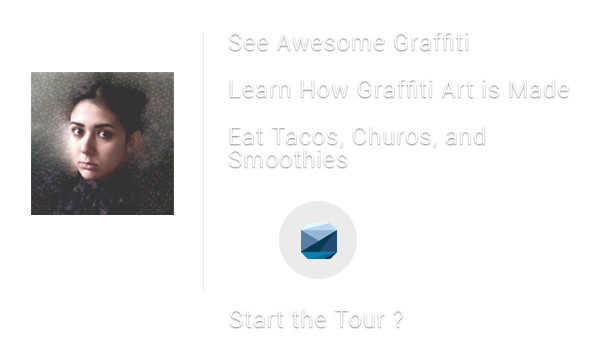 See Awesome Graffiti
Learn How Graffiti Art is Made
Eat Tacos, Churos, and
Smoothies
Start the Tour ?